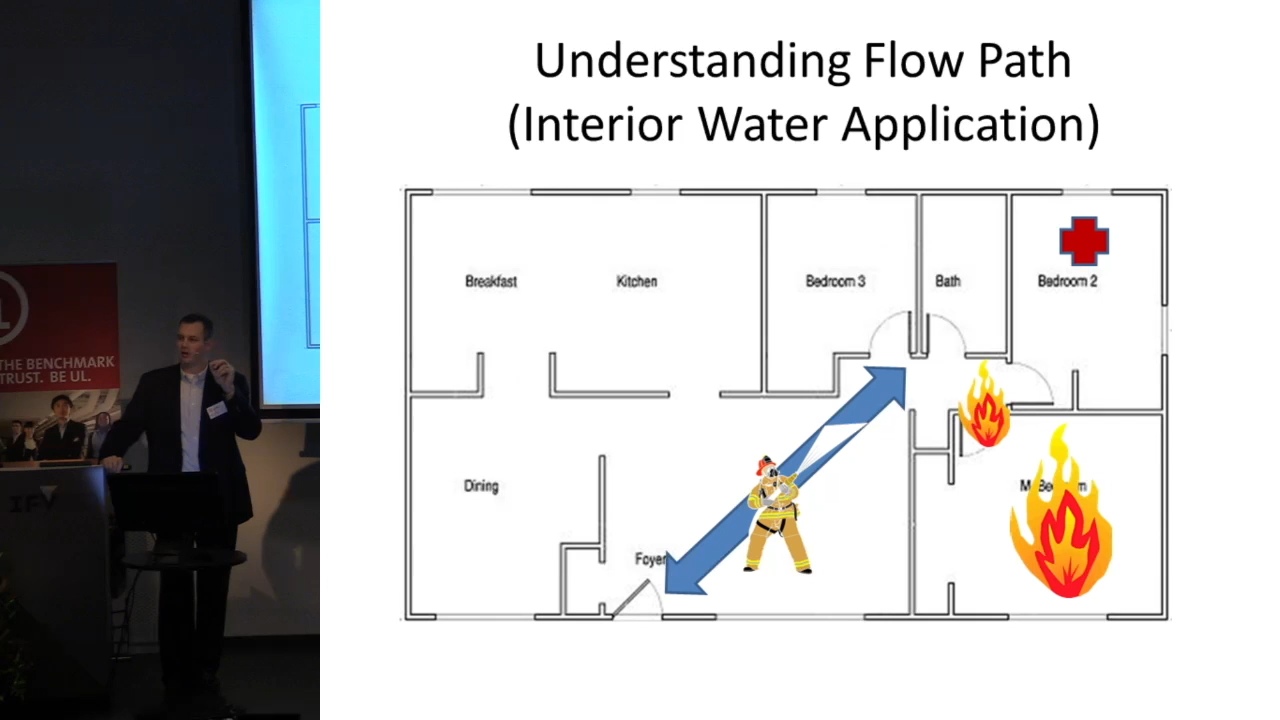 Understanding Flow Path
(Interior Water Application)
Breakfast
Kitchen
Bedroom 3
Bath
Bedroom 2
Dining
Foyer
THE BENCHMARK
TRUST. BE UL.